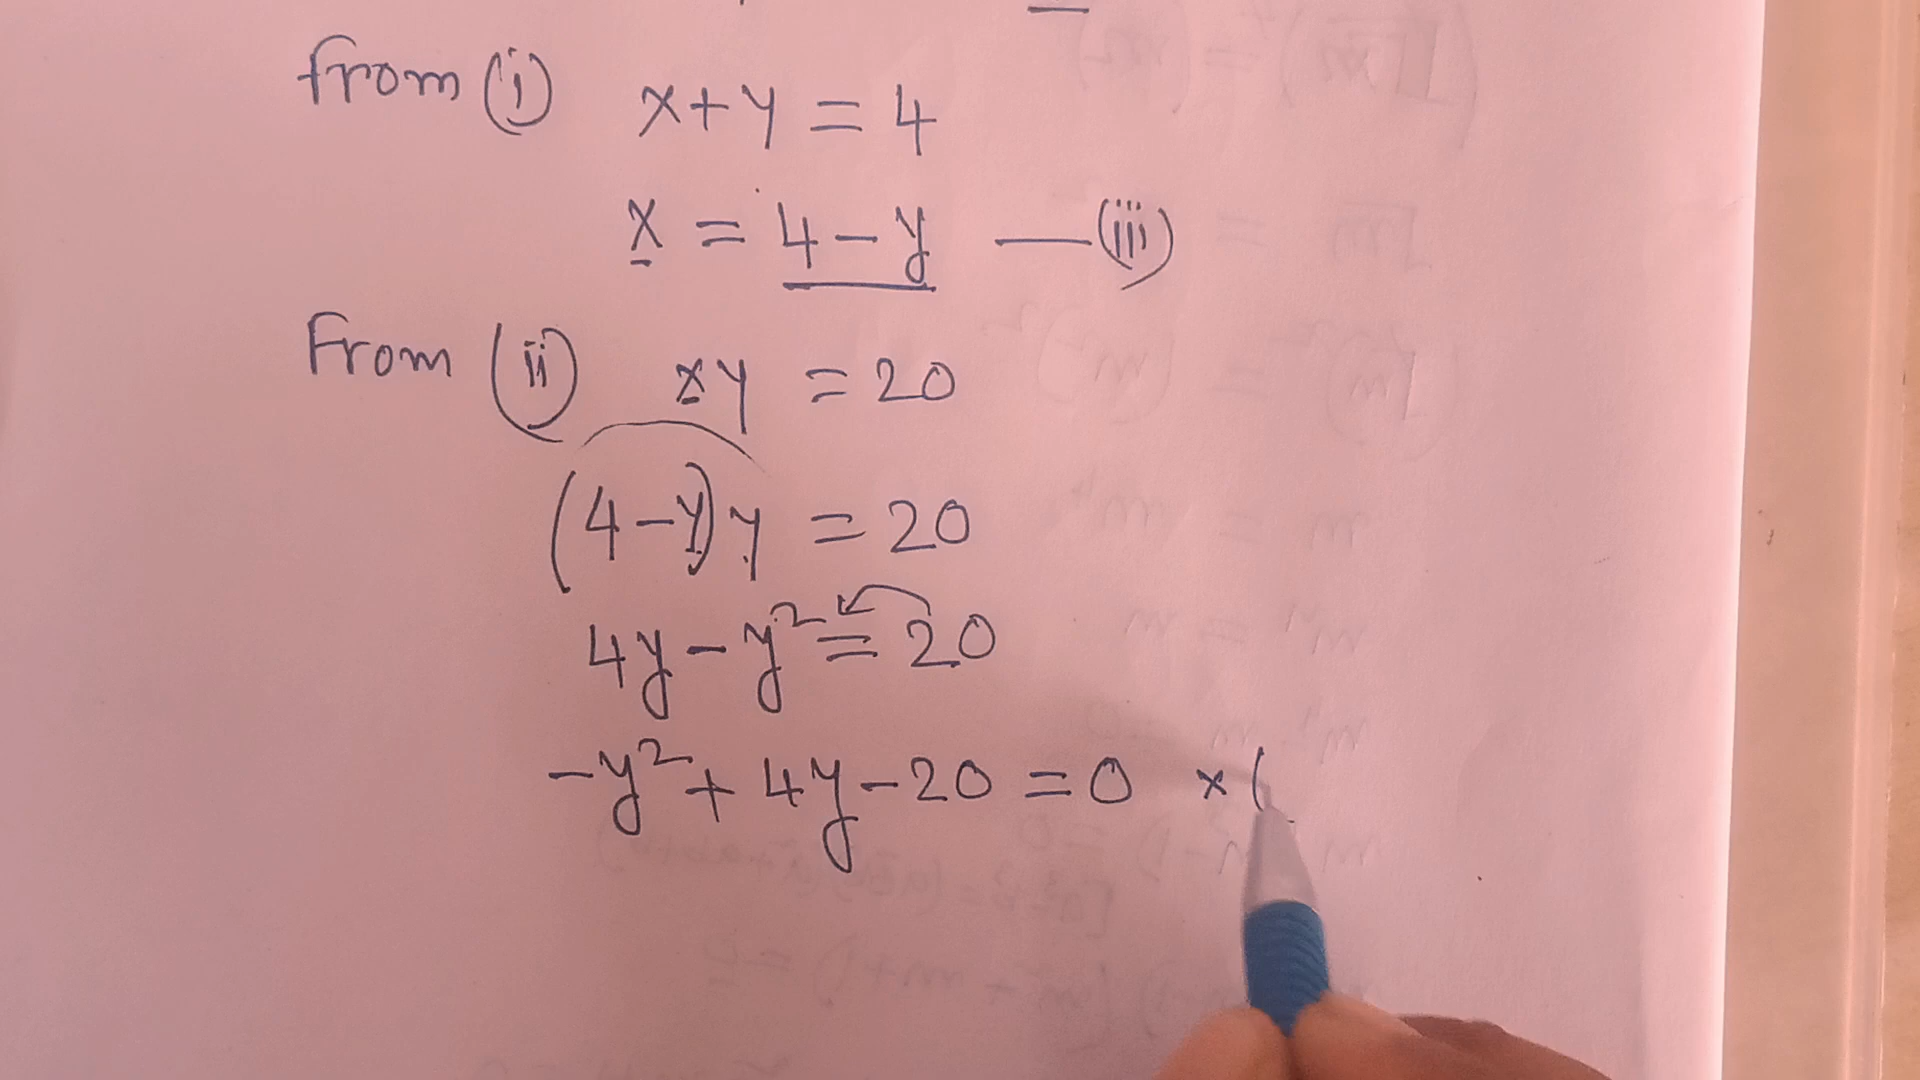 from (i) x+y = 4
x = 4-y —(iii)
From (ii) xy = 20
(4-y)y = 20
4y-y² = 20
-y²+4y-20 = 0 ×(